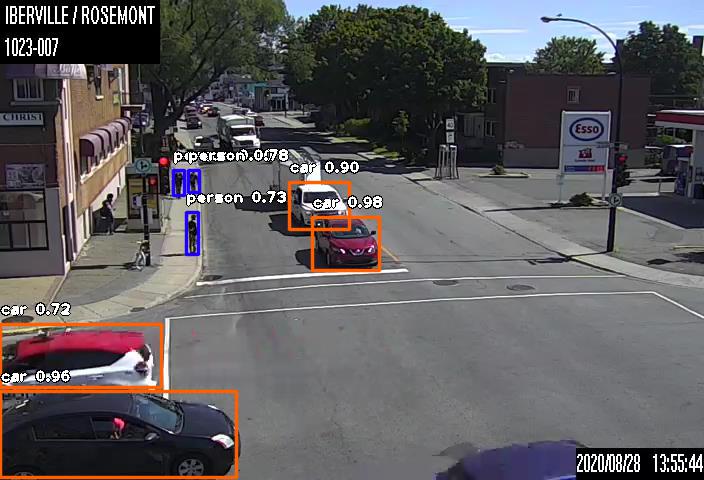 IBERVILLE / ROSEMONT
1023-007
CHRIST
Esso
person 0.78
car 0.90
person 0.73
car 0.98
car 0.72
car 0.96
2020/08/28 13:55:44